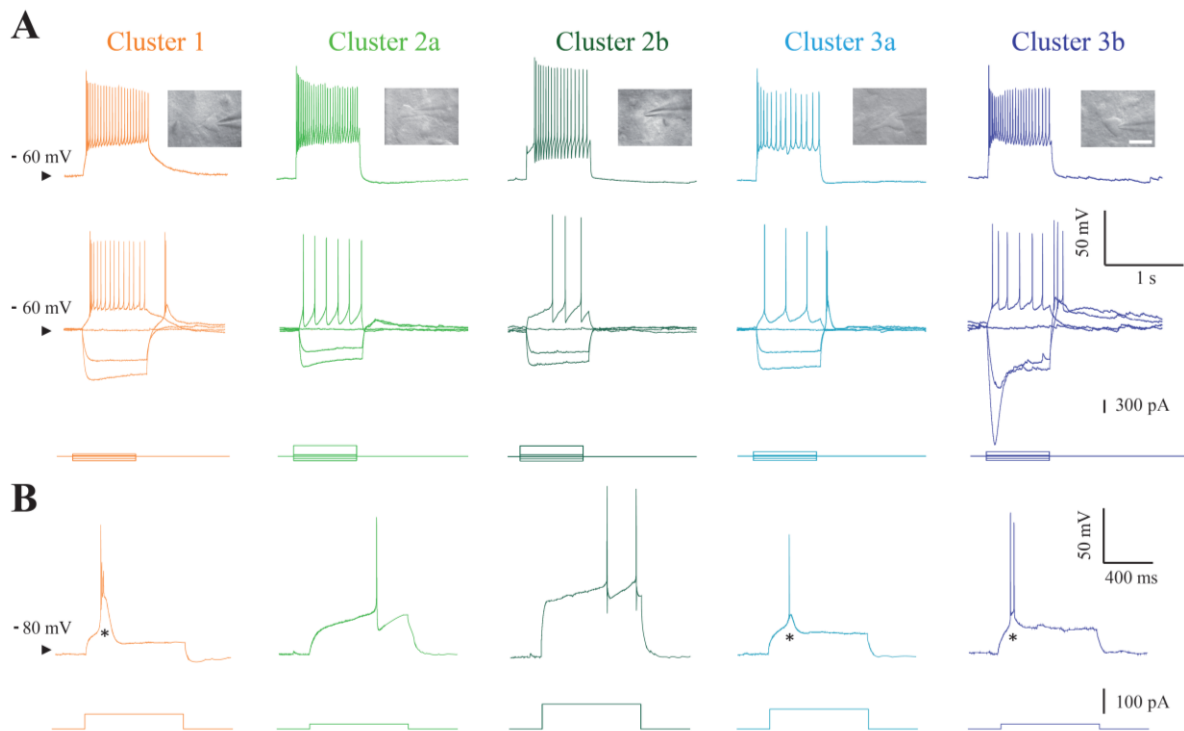 A
Cluster 1 Cluster 2a Cluster 2b Cluster 3a Cluster 3b
- 60 mV
- 60 mV
50 mV
1 s
300 pA
B
50 mV
400 ms
- 80 mV
*
*
*
100 pA